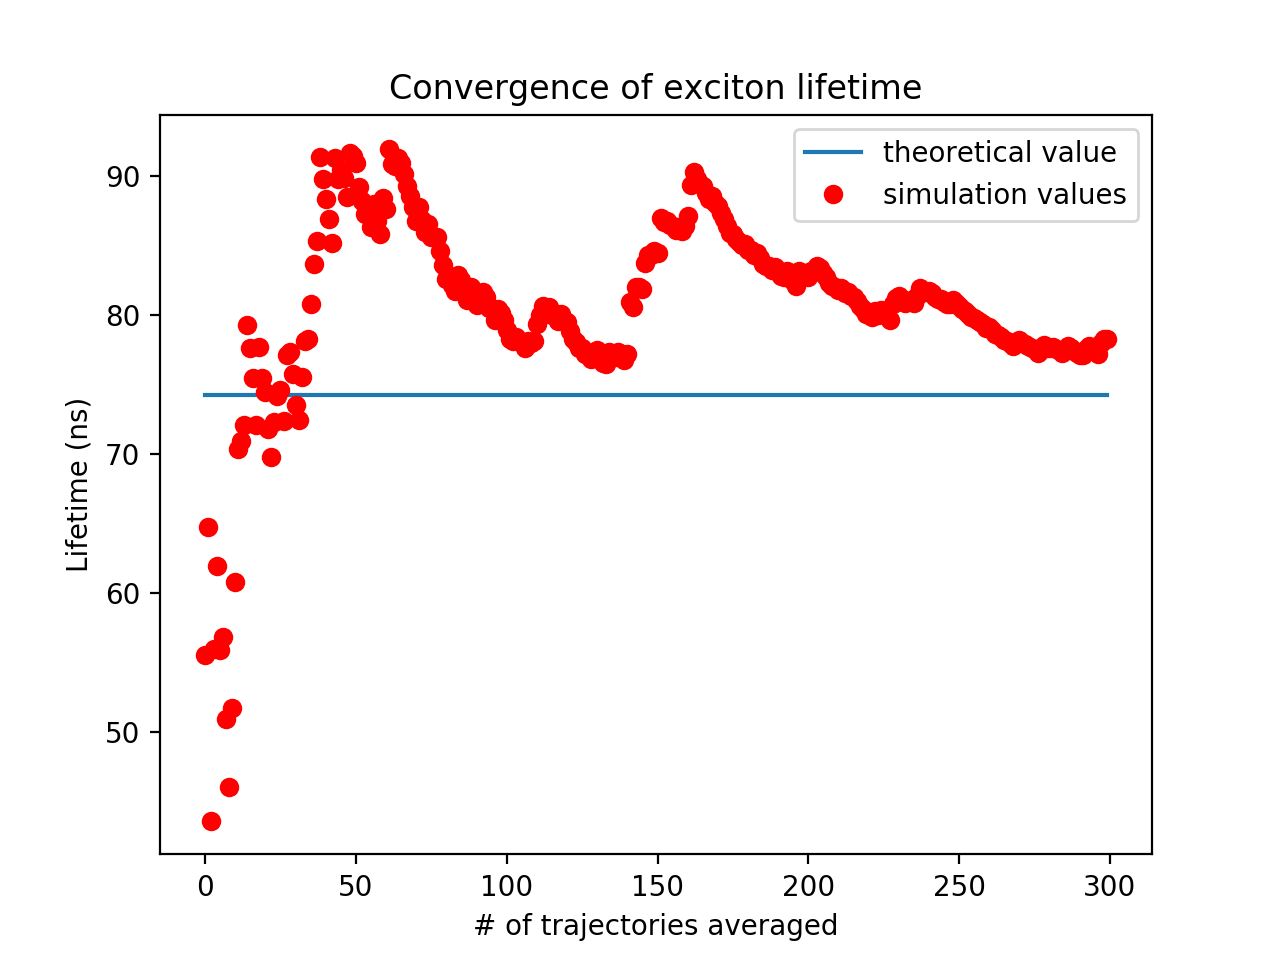 Convergence of exciton lifetime
theoretical value
simulation values
Lifetime (ns)
90
80
70
60
50
0 50 100 150 200 250 300
# of trajectories averaged